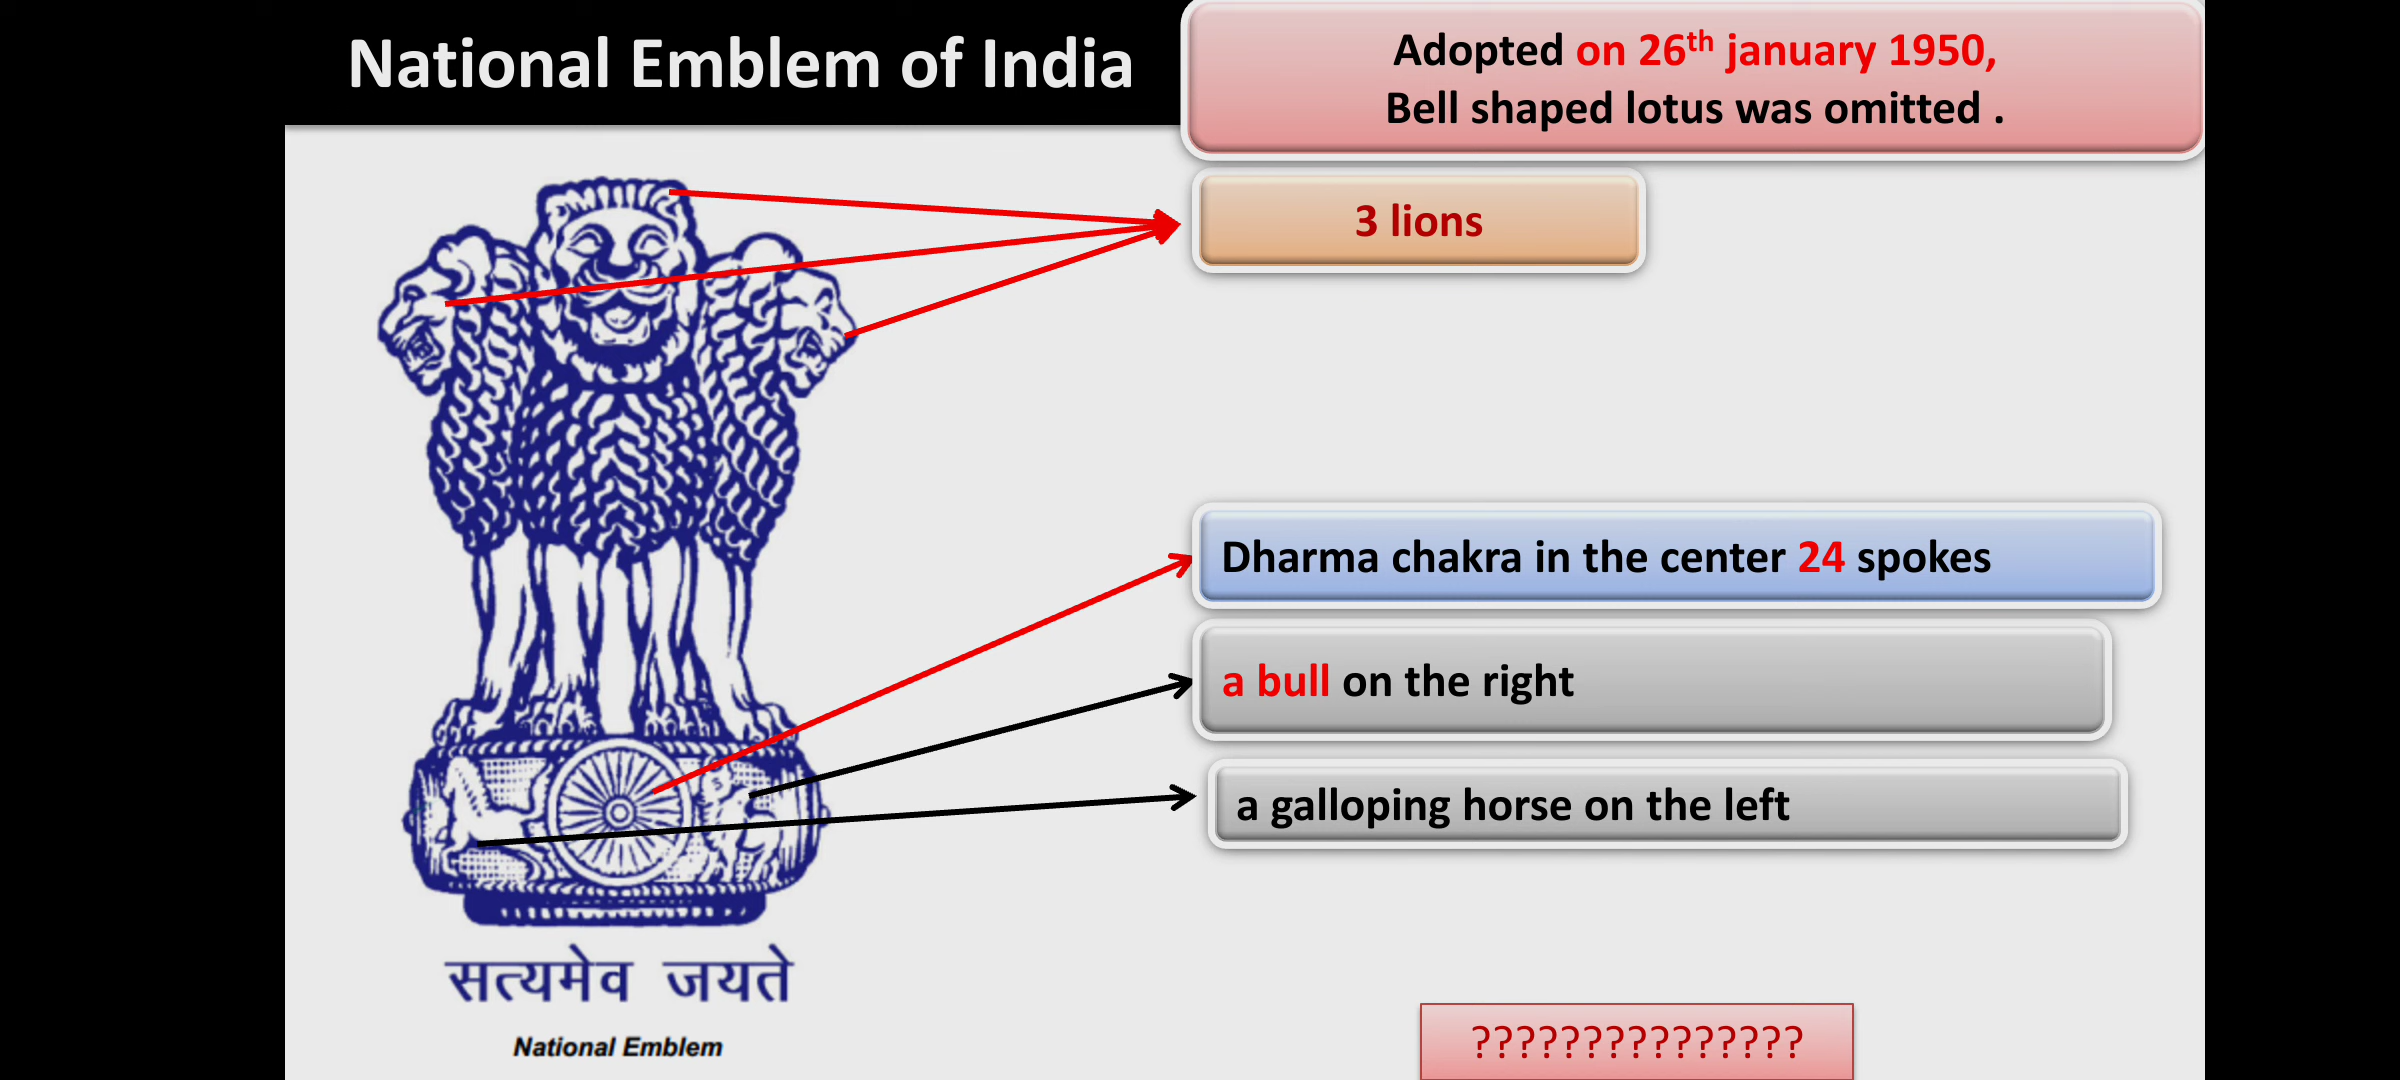 National Emblem of India
Adopted on 26th january 1950,
Bell shaped lotus was omitted .
3 lions
Dharma chakra in the center 24 spokes
a bull on the right
a galloping horse on the left
सत्यमेव जयते
National Emblem
???????????????